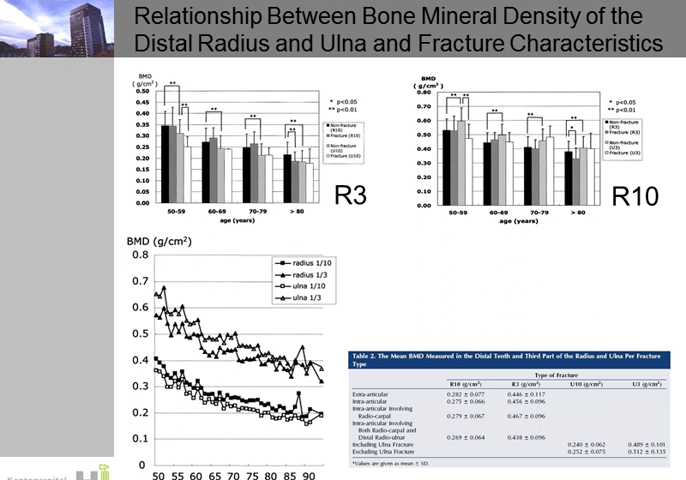 Relationship Between Bone Mineral Density of the
Distal Radius and Ulna and Fracture Characteristics
BMD
( g/cm² )
0.50
0.45
0.40
0.35
0.30
0.25
0.20
0.15
0.10
0.05
0.00
** ** ** ** ** **
* p<0.05
** p<0.01
Non-fracture
(R10)
Fracture (R10)
Non-fracture
(U10)
Fracture (U10)
50-59 60-69 70-79 > 80
age (years)
R3
BMD
( g/cm² )
0.80
0.70
0.60
0.50
0.40
0.30
0.20
0.10
0.00
** ** ** ** ** *
* p<0.05
** p<0.01
Non-fracture
(R3)
Fracture (R3)
Non-fracture
(U3)
Fracture (U3)
50-59 60-69 70-79 > 80
age (years)
R10
BMD (g/cm²)
0.8
0.7
0.6
0.5
0.4
0.3
0.2
0.1
0
radius 1/10
radius 1/3
ulna 1/10
ulna 1/3
50 55 60 65 70 75 80 85 90
Table 2. The Mean BMD Measured in the Distal Tenth and Third Part of the Radius and Ulna Per Fracture
Type
Type of Fracture
R10 (g/cm²) R3 (g/cm²) U10 (g/cm²) U3 (g/cm²)
Extra-articular 0.282 ± 0.077 0.446 ± 0.117
Intra-articular 0.275 ± 0.066 0.456 ± 0.096
Intra-articular Involving
Radio-carpal 0.279 ± 0.067 0.467 ± 0.096
Intra-articular Involving
Both Radio-carpal and
Distal Radio-ulnar 0.269 ± 0.064 0.438 ± 0.096
Including Ulna Fracture 0.240 ± 0.062 0.489 ± 0.101
Excluding Ulna Fracture 0.252 ± 0.075 0.512 ± 0.135
*Values are given as mean ± SD.
Kantonsspital